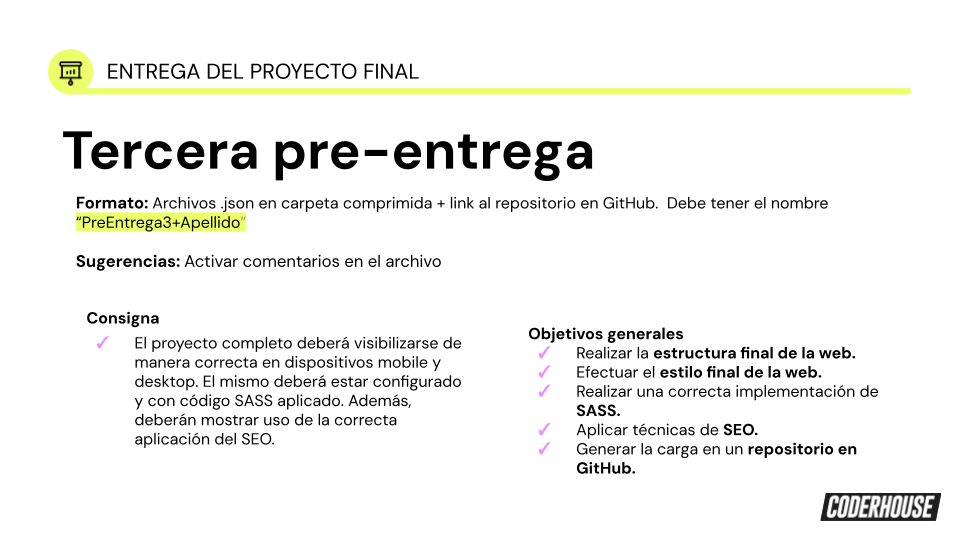 ENTREGA DEL PROYECTO FINAL
Tercera pre-entrega
Formato: Archivos .json en carpeta comprimida + link al repositorio en GitHub. Debe tener el nombre
“PreEntrega3+Apellido”
Sugerencias: Activar comentarios en el archivo
Consigna
✓ El proyecto completo deberá visibilizarse de
manera correcta en dispositivos mobile y
desktop. El mismo deberá estar configurado
y con código SASS aplicado. Además,
deberán mostrar uso de la correcta
aplicación del SEO.
Objetivos generales
✓ Realizar la estructura final de la web.
✓ Efectuar el estilo final de la web.
✓ Realizar una correcta implementación de
SASS.
✓ Aplicar técnicas de SEO.
✓ Generar la carga en un repositorio en
GitHub.
CODERHOUSE